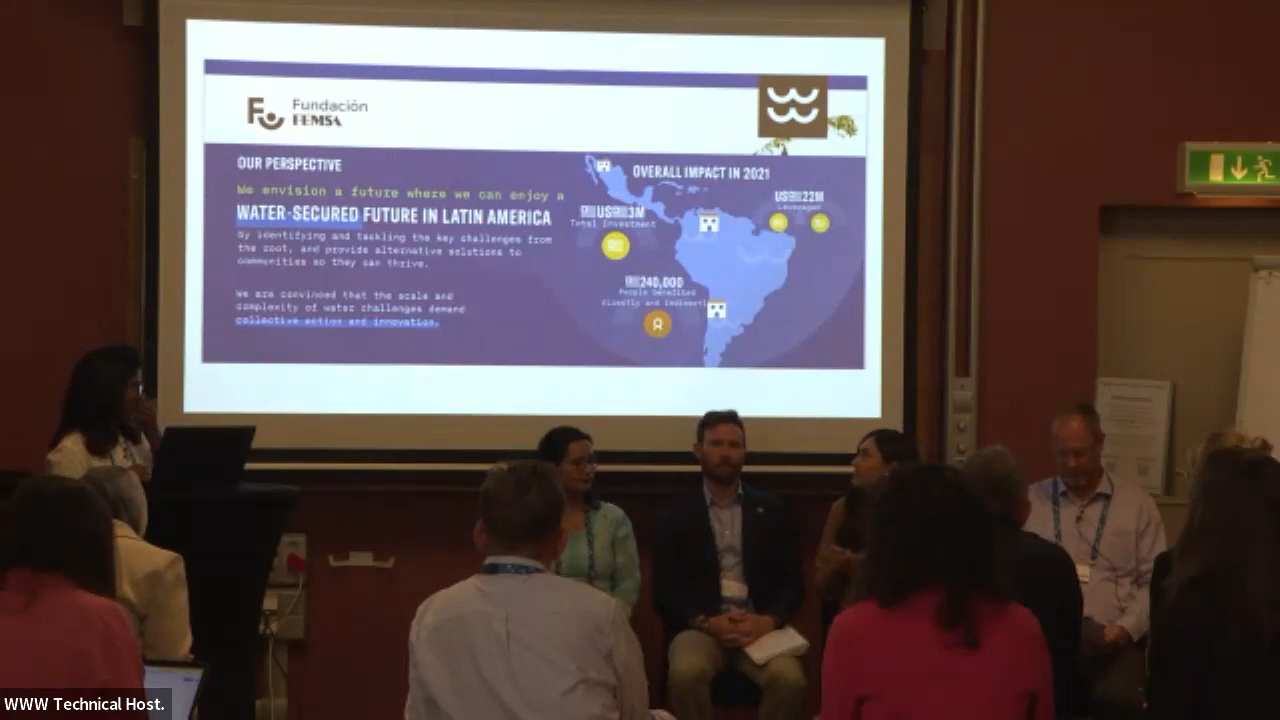 Fundación
FEMSA
OUR PERSPECTIVE
We envision a future where we can enjoy a
WATER-SECURED FUTURE IN LATIN AMERICA
by identifying and tackling the key challenges from
the root, and provide alternative solutions to
communities so they can thrive.
We are convinced that the scale and
complexity of water challenges demand
collective action and innovation.
OVERALL IMPACT IN 2021
US 3M
Total investment
US 22M
Leveraged
240,000
People benefited
directly and indirectly
WWW Technical Host.